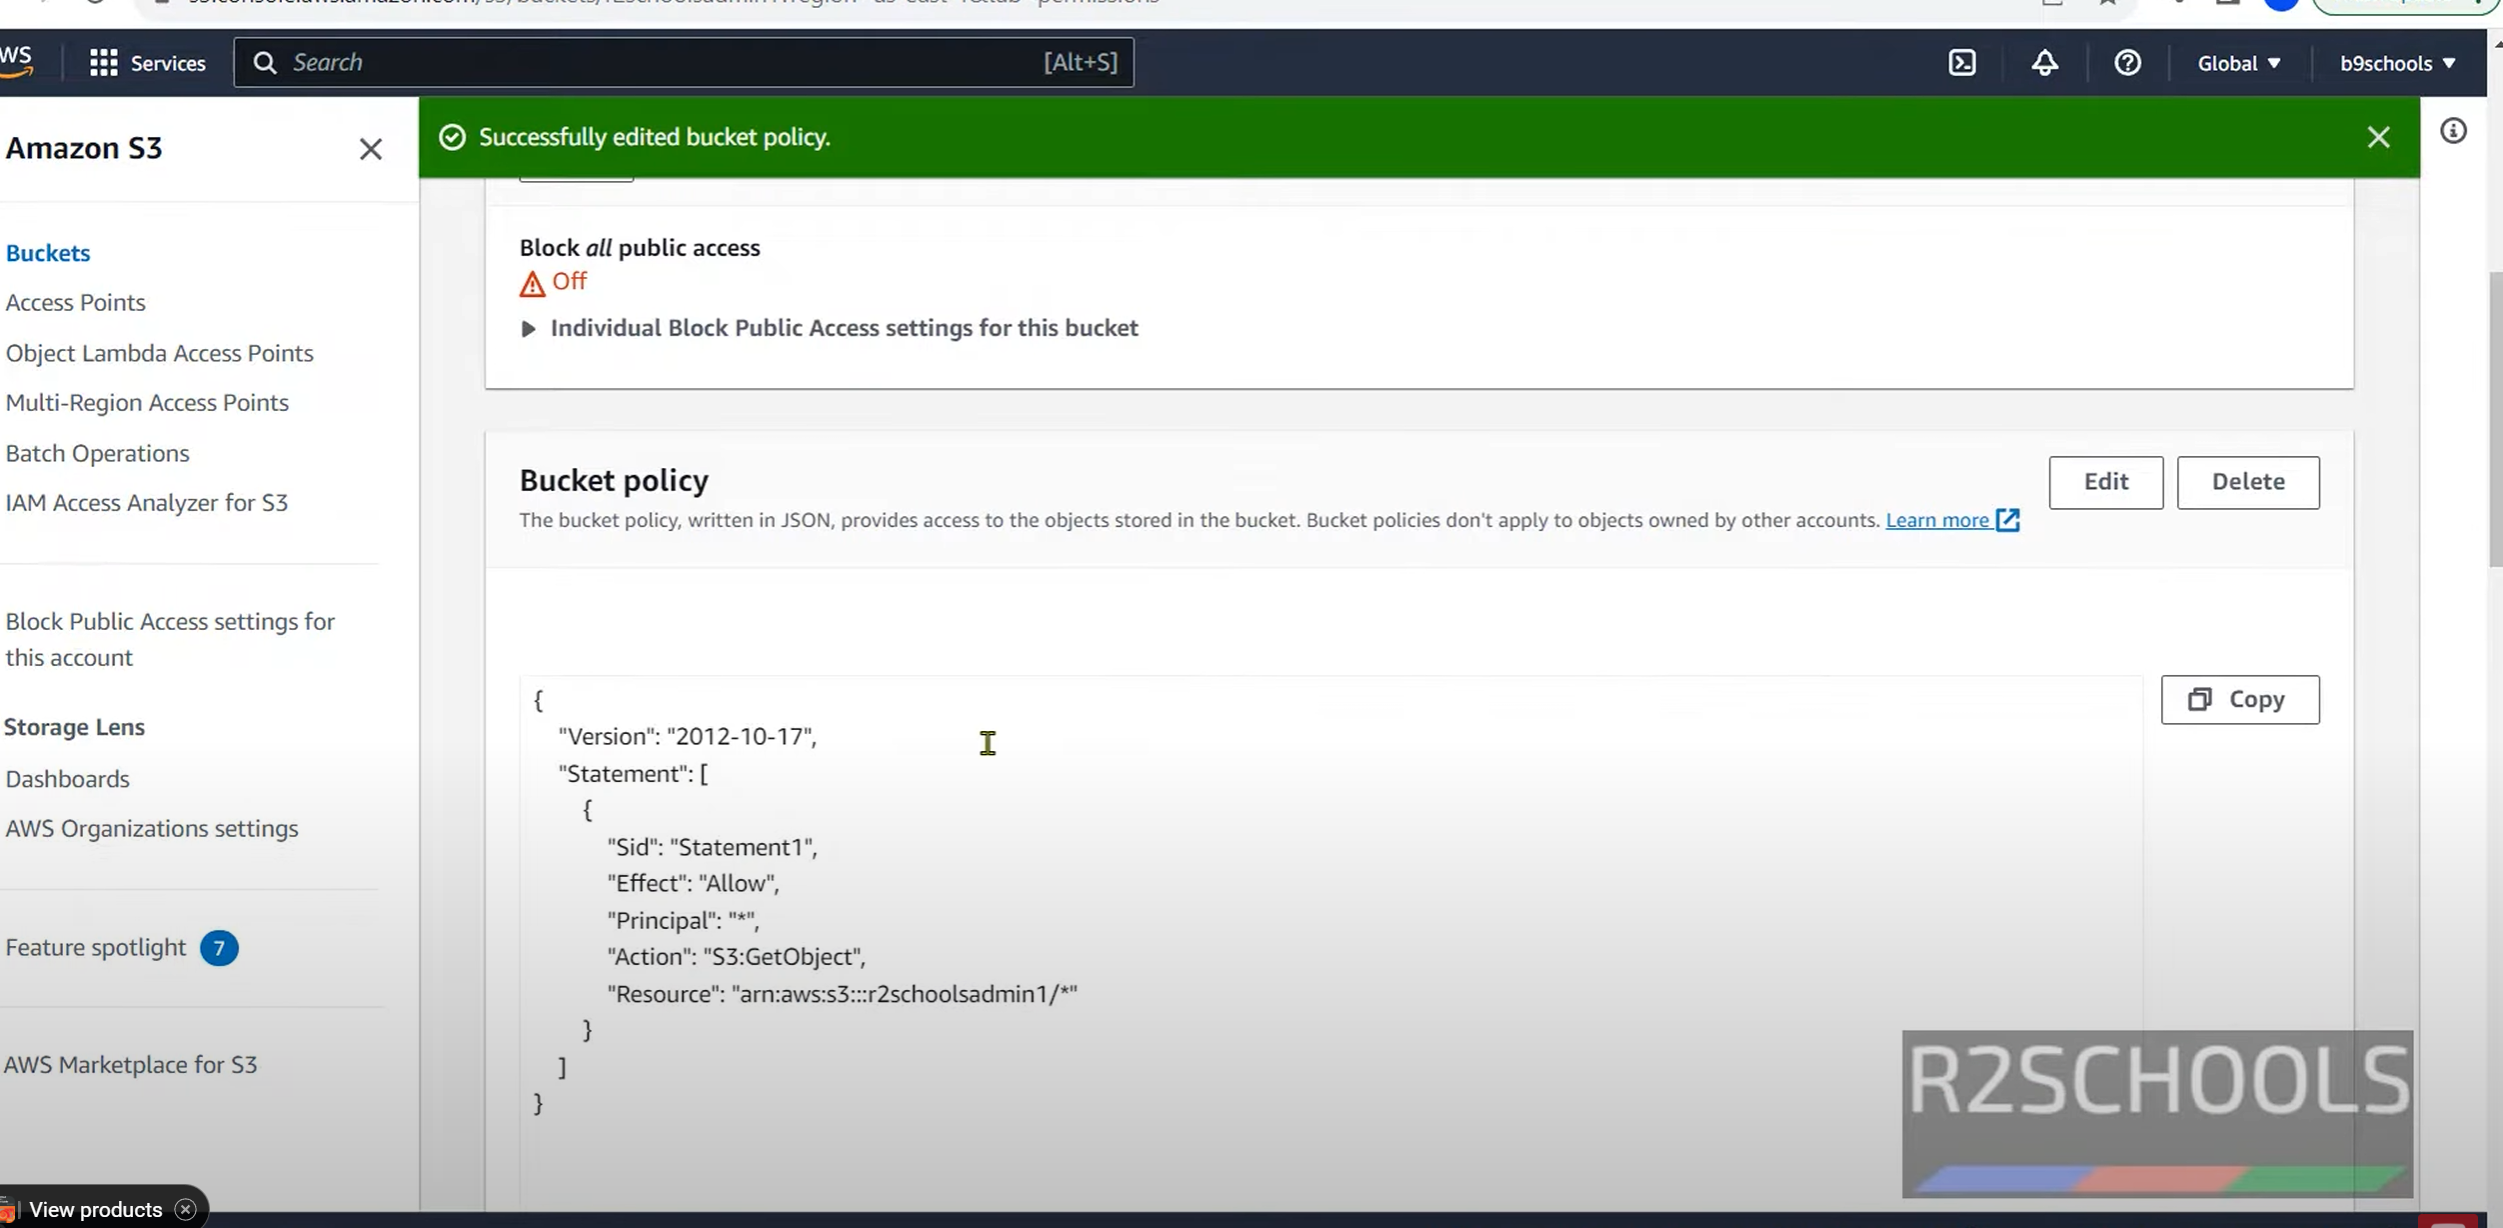 WS
Services
Search
[Alt+S]
Global
b9schools
Amazon S3
Successfully edited bucket policy.
Buckets
Access Points
Object Lambda Access Points
Multi-Region Access Points
Batch Operations
IAM Access Analyzer for S3
Block Public Access settings for
this account
Storage Lens
Dashboards
AWS Organizations settings
Feature spotlight 7
AWS Marketplace for S3
View products
Block all public access
Off
Individual Block Public Access settings for this bucket
Bucket policy
Edit
Delete
The bucket policy, written in JSON, provides access to the objects stored in the bucket. Bucket policies don't apply to objects owned by other accounts. Learn more
Copy
{
"Version": "2012-10-17",
"Statement": [
{
"Sid": "Statement1",
"Effect": "Allow",
"Principal": "*",
"Action": "S3:GetObject",
"Resource": "arn:aws:s3:::r2schoolsadmin1/*"
}
]
}
R2SCHOOLS